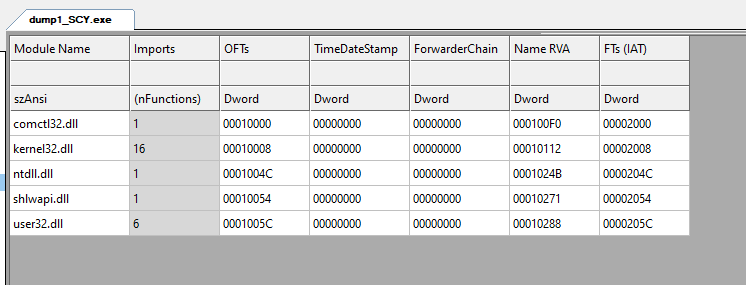 dump1_SCY.exe
Module Name Imports OFTs TimeDateStamp ForwarderChain Name RVA FTs (IAT)
szAnsi (nFunctions) Dword Dword Dword Dword Dword
comctl32.dll 1 00010000 00000000 00000000 000100F0 00002000
kernel32.dll 16 00010008 00000000 00000000 00010112 00002008
ntdll.dll 1 0001004C 00000000 00000000 0001024B 0000204C
shlwapi.dll 1 00010054 00000000 00000000 00010271 00002054
user32.dll 6 0001005C 00000000 00000000 00010288 0000205C